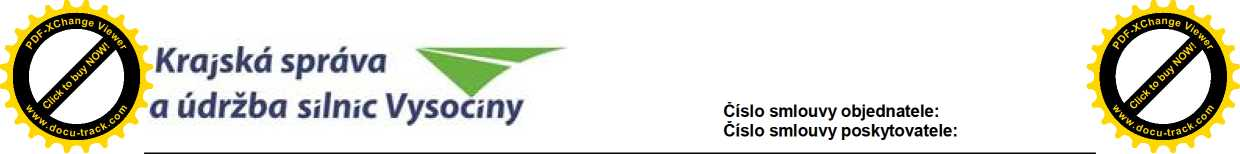 PDF-XChange Viewer
Click to buy NOW!
www.docu-track.com
Krajská správa
a údržba silnic Vysočiny
Číslo smlouvy objednatele:
Číslo smlouvy poskytovatele:
PDF-XChange Viewer
Click to buy NOW!
www.docu-track.com